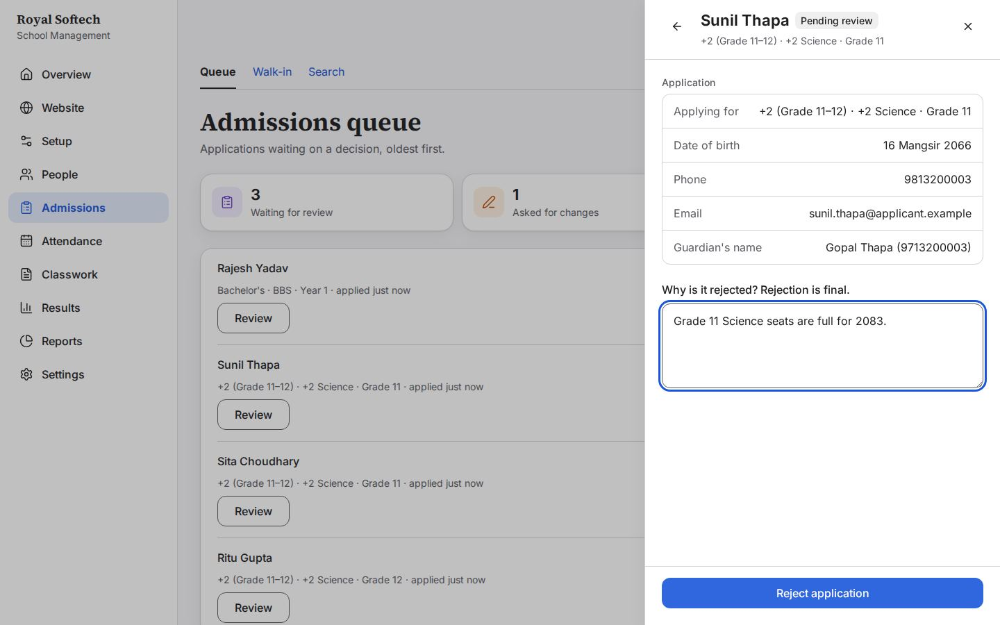 Royal Softech
School Management
Overview
Website
Setup
People
Admissions
Attendance
Classwork
Results
Reports
Settings
Queue
Walk-in
Search
Admissions queue
Applications waiting on a decision, oldest first.
3
Waiting for review
1
Asked for changes
Rajesh Yadav
Bachelor's · BBS · Year 1 · applied just now
Review
Sunil Thapa
+2 (Grade 11–12) · +2 Science · Grade 11 · applied just now
Review
Sita Choudhary
+2 (Grade 11–12) · +2 Science · Grade 11 · applied just now
Review
Ritu Gupta
+2 (Grade 11–12) · +2 Science · Grade 12 · applied just now
Review
Sunil Thapa Pending review
+2 (Grade 11–12) · +2 Science · Grade 11
Application
Applying for +2 (Grade 11–12) · +2 Science · Grade 11
Date of birth 16 Mangsir 2066
Phone 9813200003
Email sunil.thapa@applicant.example
Guardian's name Gopal Thapa (9713200003)
Why is it rejected? Rejection is final.
Grade 11 Science seats are full for 2083.
Reject application